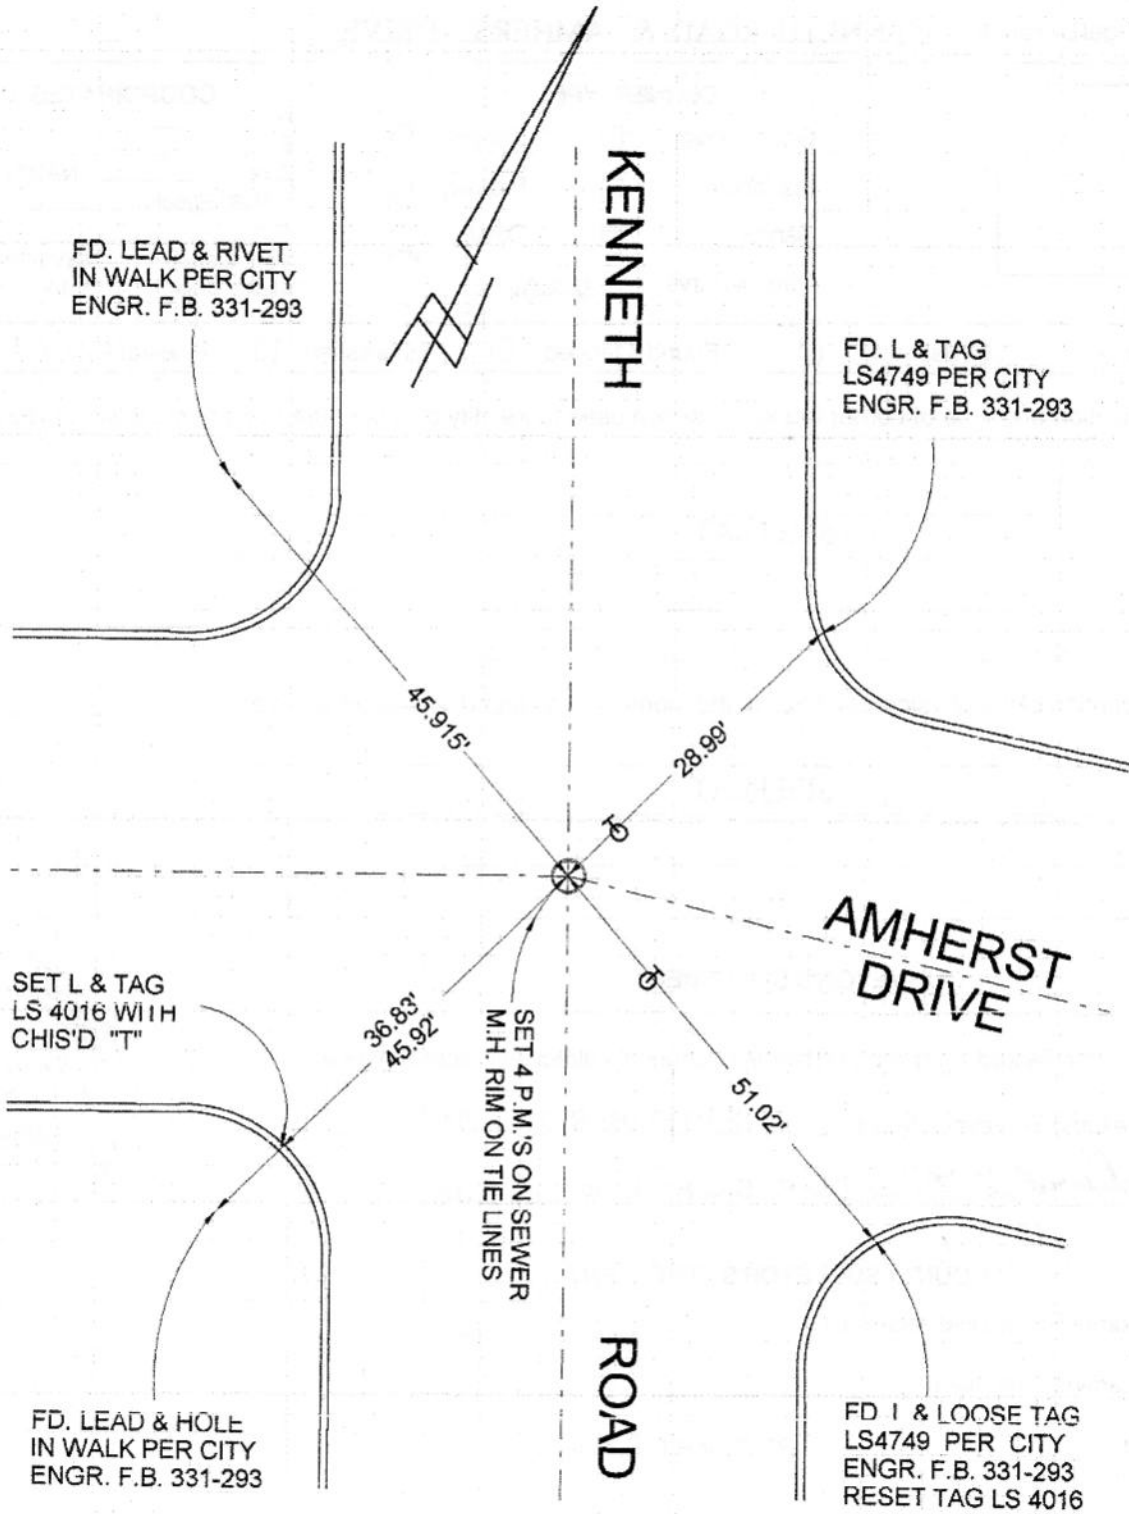 KENNETH
FD. LEAD & RIVET
IN WALK PER CITY
ENGR. F.B. 331-293
FD. L & TAG
LS4749 PER CITY
ENGR. F.B. 331-293
45.915'
28.99'
AMHERST
DRIVE
SET L & TAG
LS 4016 WITH
CHIS'D "T"
36.83'
45.92'
SET 4 P.M.'S ON SEWER
M.H. RIM ON TIE LINES
51.02'
ROAD
FD. LEAD & HOLE
IN WALK PER CITY
ENGR. F.B. 331-293
FD L & LOOSE TAG
LS4749 PER CITY
ENGR. F.B. 331-293
RESET TAG LS 4016